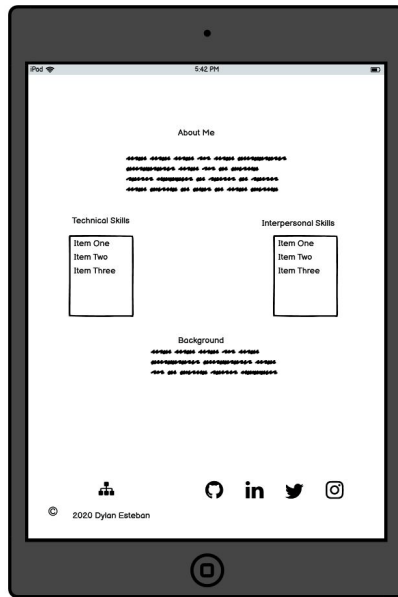 iPod 5:42 PM
About Me
Technical Skills
Interpersonal Skills
Item One
Item Two
Item Three
Item One
Item Two
Item Three
Background
in
© 2020 Dylan Esteban